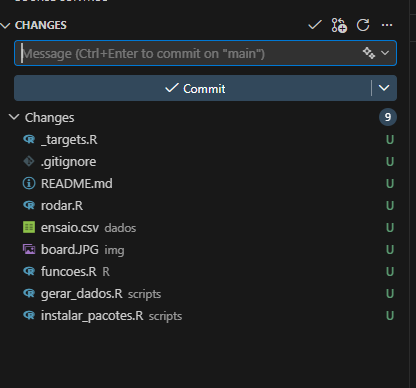 CHANGES
Message (Ctrl+Enter to commit on "main")
Commit
Changes 9
_targets.R U
.gitignore U
README.md U
rodar.R U
ensaio.csv dados U
board.JPG img U
funcoes.R R U
gerar_dados.R scripts U
instalar_pacotes.R scripts U